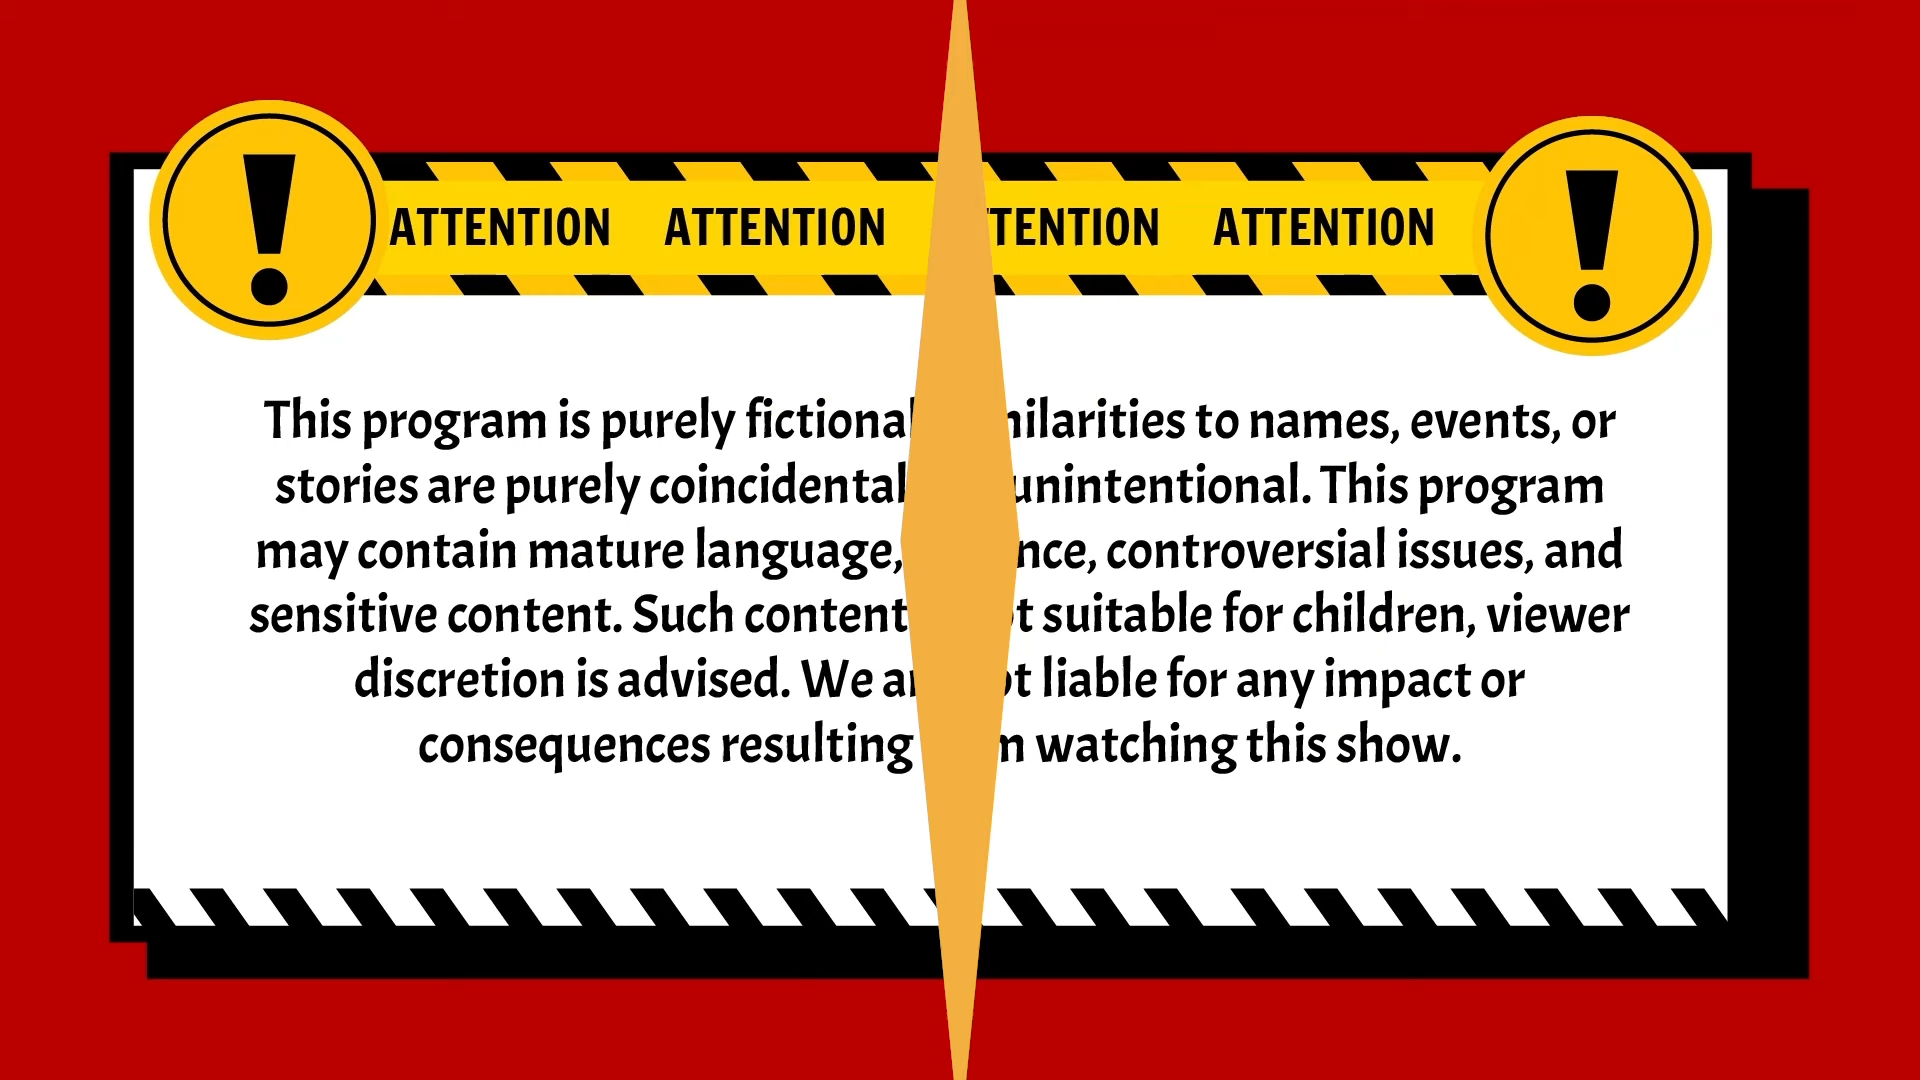 ATTENTION ATTENTION TENTION ATTENTION
This program is purely fictional similarities to names, events, or
stories are purely coincidental unintentional. This program
may contain mature language, controversial issues, and
sensitive content. Such content suitable for children, viewer
discretion is advised. We liable for any impact or
consequences resulting watching this show.